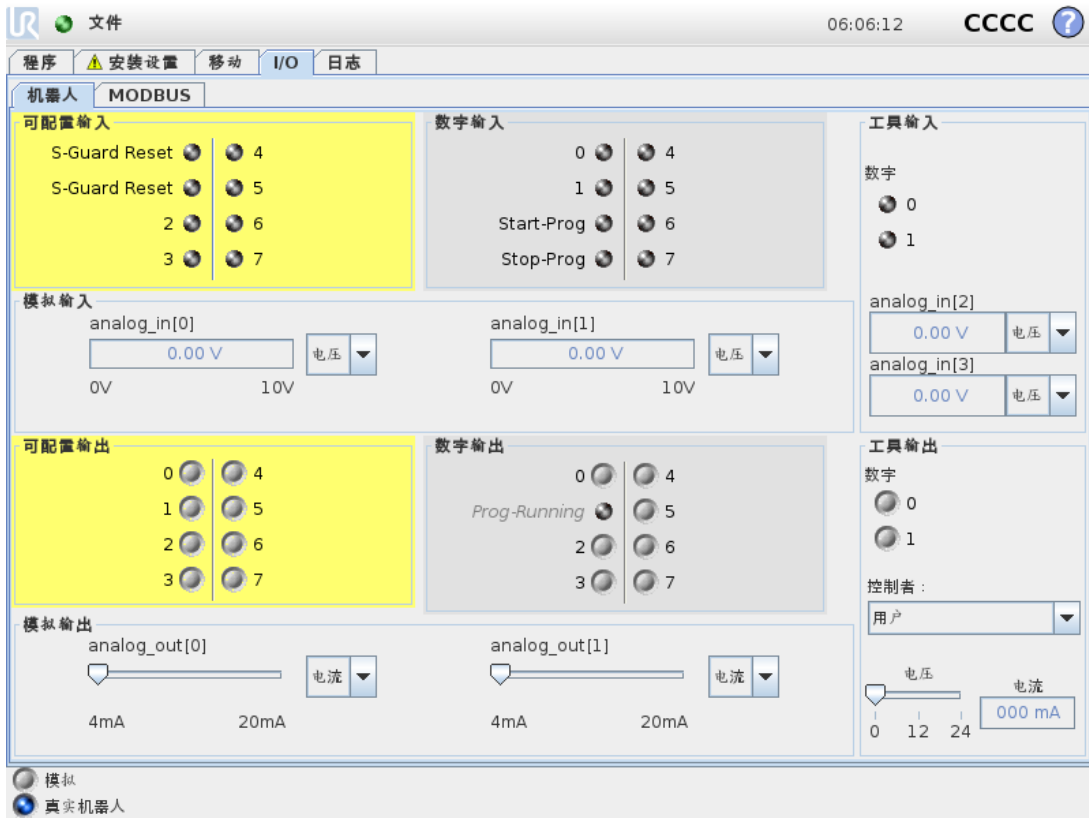 UR 文件 06:06:12 CCCC ?
程序 安装设置 移动 I/O 日志
机器人 MODBUS
可配置输入
S-Guard Reset 4
S-Guard Reset 5
2 6
3 7
数字输入
0 4
1 5
Start-Prog 6
Stop-Prog 7
工具输入
数字
0
1
analog_in[2]
0.00 V 电压
analog_in[3]
0.00 V 电压
模拟输入
analog_in[0]
0.00 V 电压
0V 10V
analog_in[1]
0.00 V 电压
0V 10V
可配置输出
0 4
1 5
2 6
3 7
数字输出
0 4
Prog-Running 5
2 6
3 7
工具输出
数字
0
1
控制者：
用户
电压
0 12 24
电流
000 mA
模拟输出
analog_out[0]
电流
4mA 20mA
analog_out[1]
电流
4mA 20mA
模拟
真实机器人